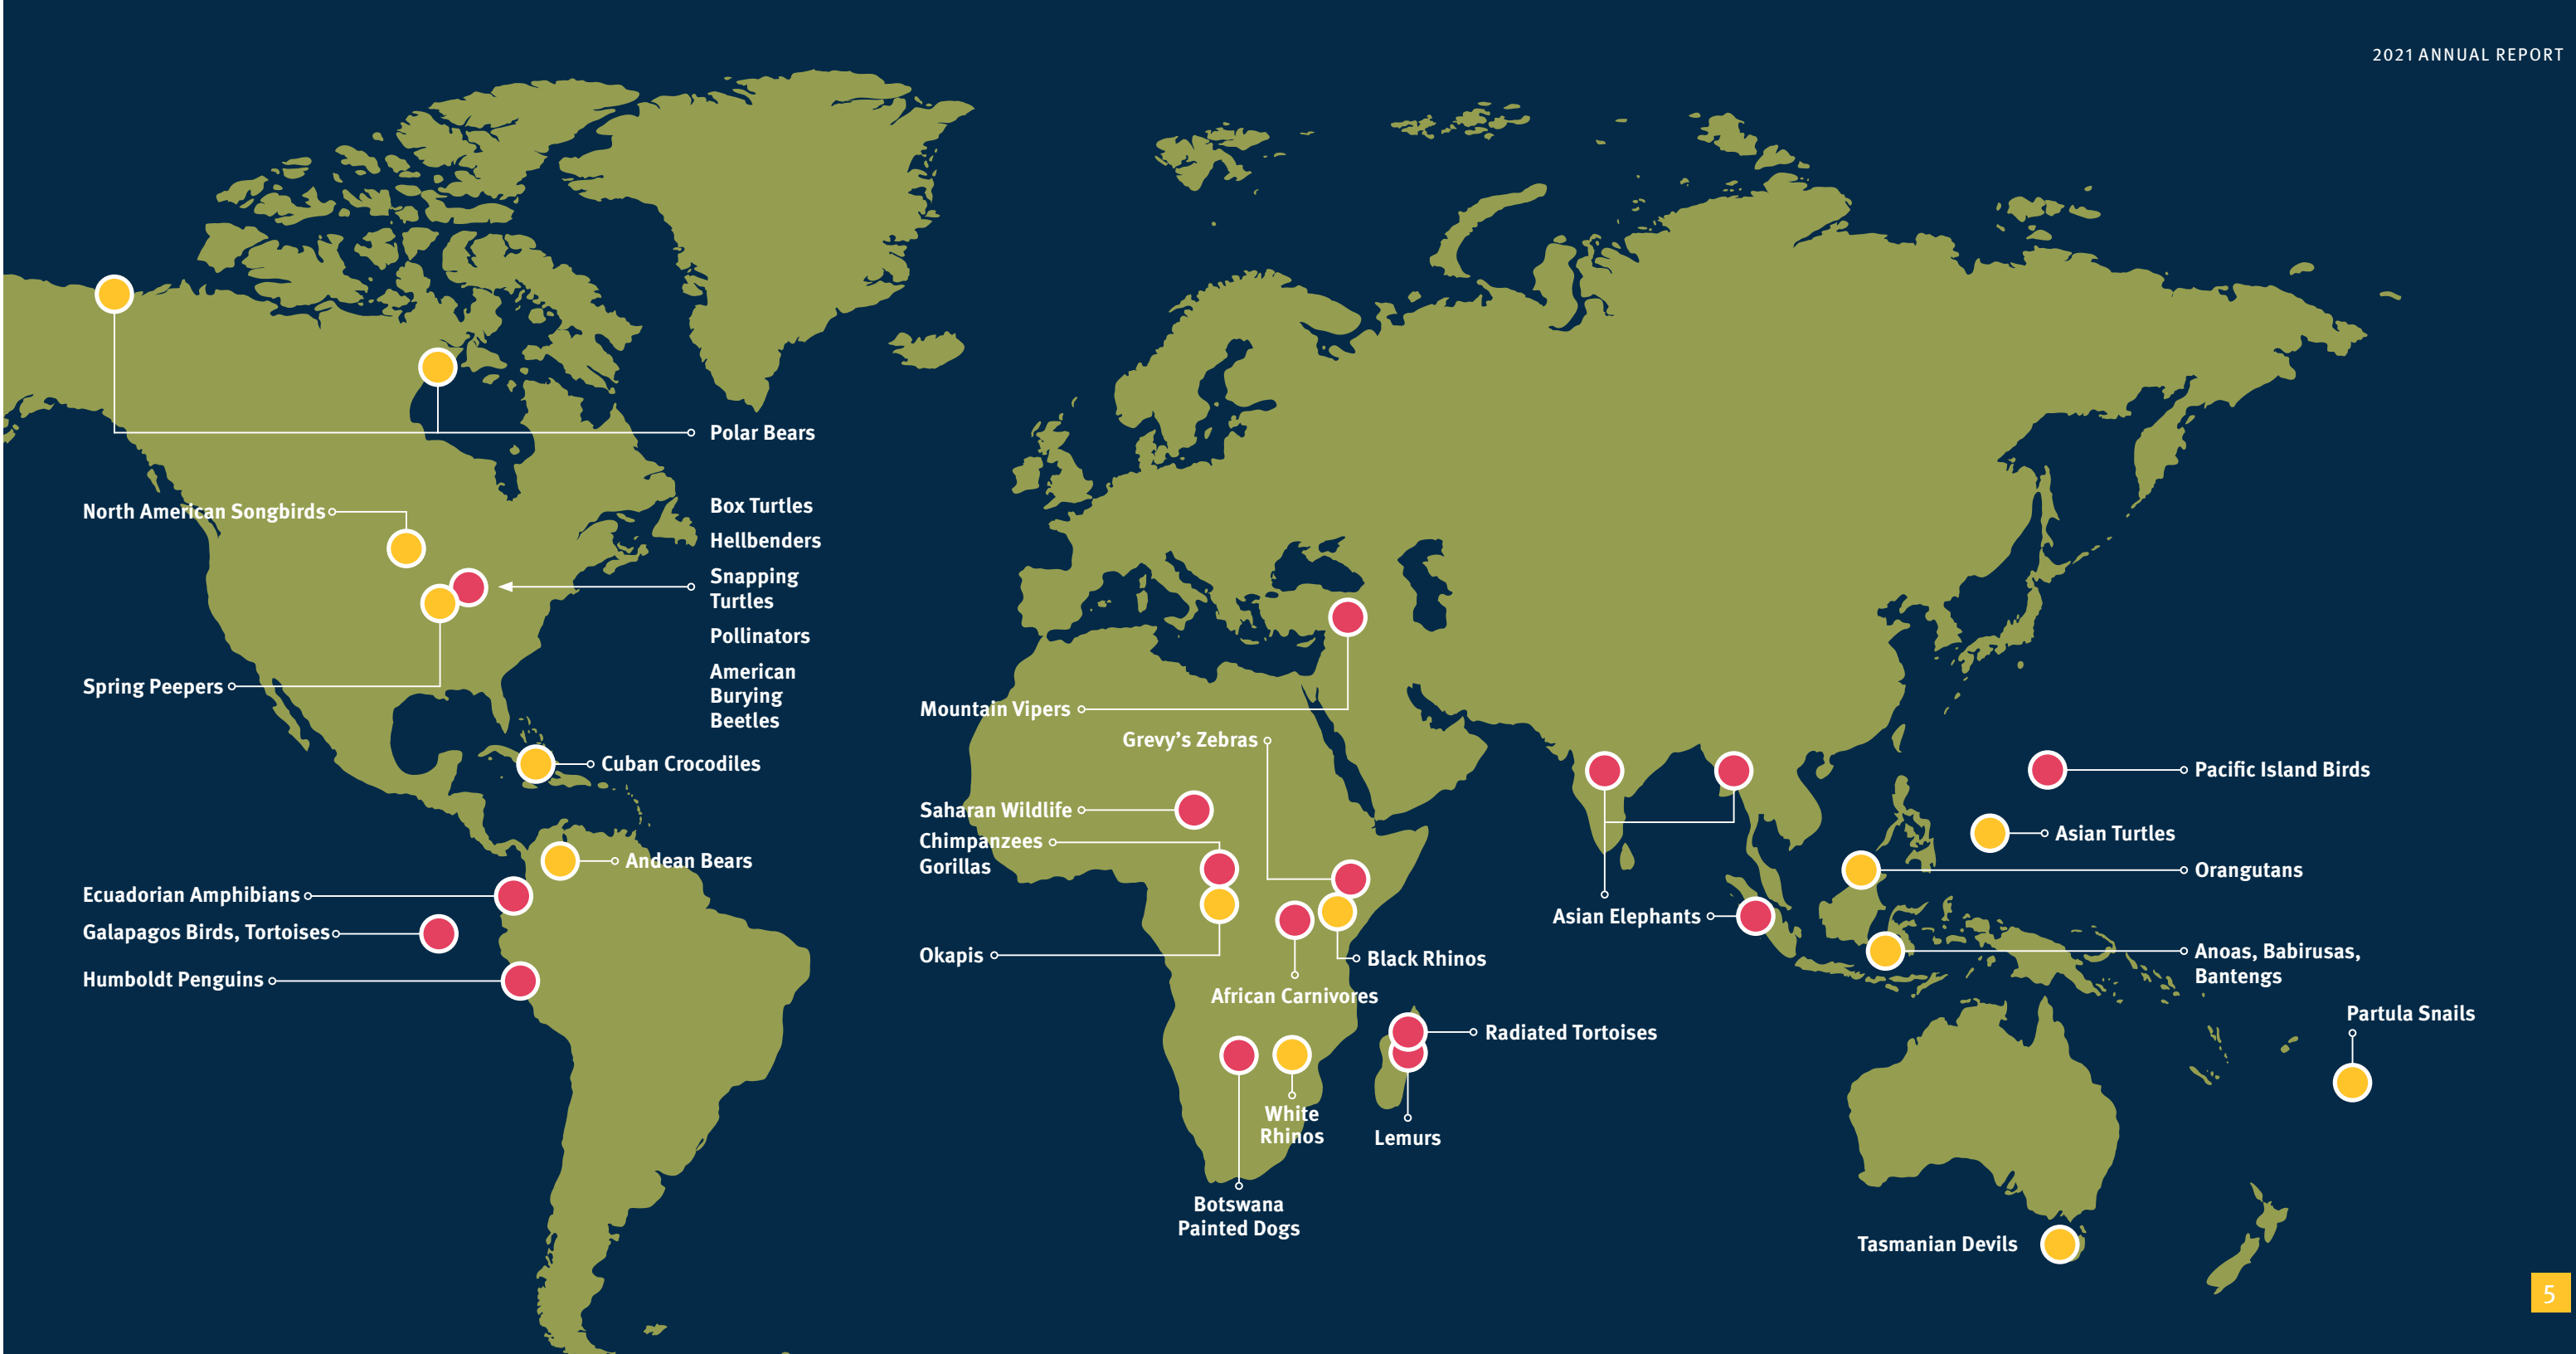 2021 ANNUAL REPORT
Polar Bears
North American Songbirds
Box Turtles
Hellbenders
Snapping
Turtles
Pollinators
American
Burying
Beetles
Spring Peepers
Cuban Crocodiles
Andean Bears
Ecuadorian Amphibians
Galapagos Birds, Tortoises
Humboldt Penguins
Mountain Vipers
Grevy’s Zebras
Saharan Wildlife
Chimpanzees
Gorillas
Okapis
Black Rhinos
African Carnivores
Radiated Tortoises
White
Rhinos
Lemurs
Botswana
Painted Dogs
Asian Elephants
Pacific Island Birds
Asian Turtles
Orangutans
Anoas, Babirusas,
Bantengs
Partula Snails
Tasmanian Devils
5